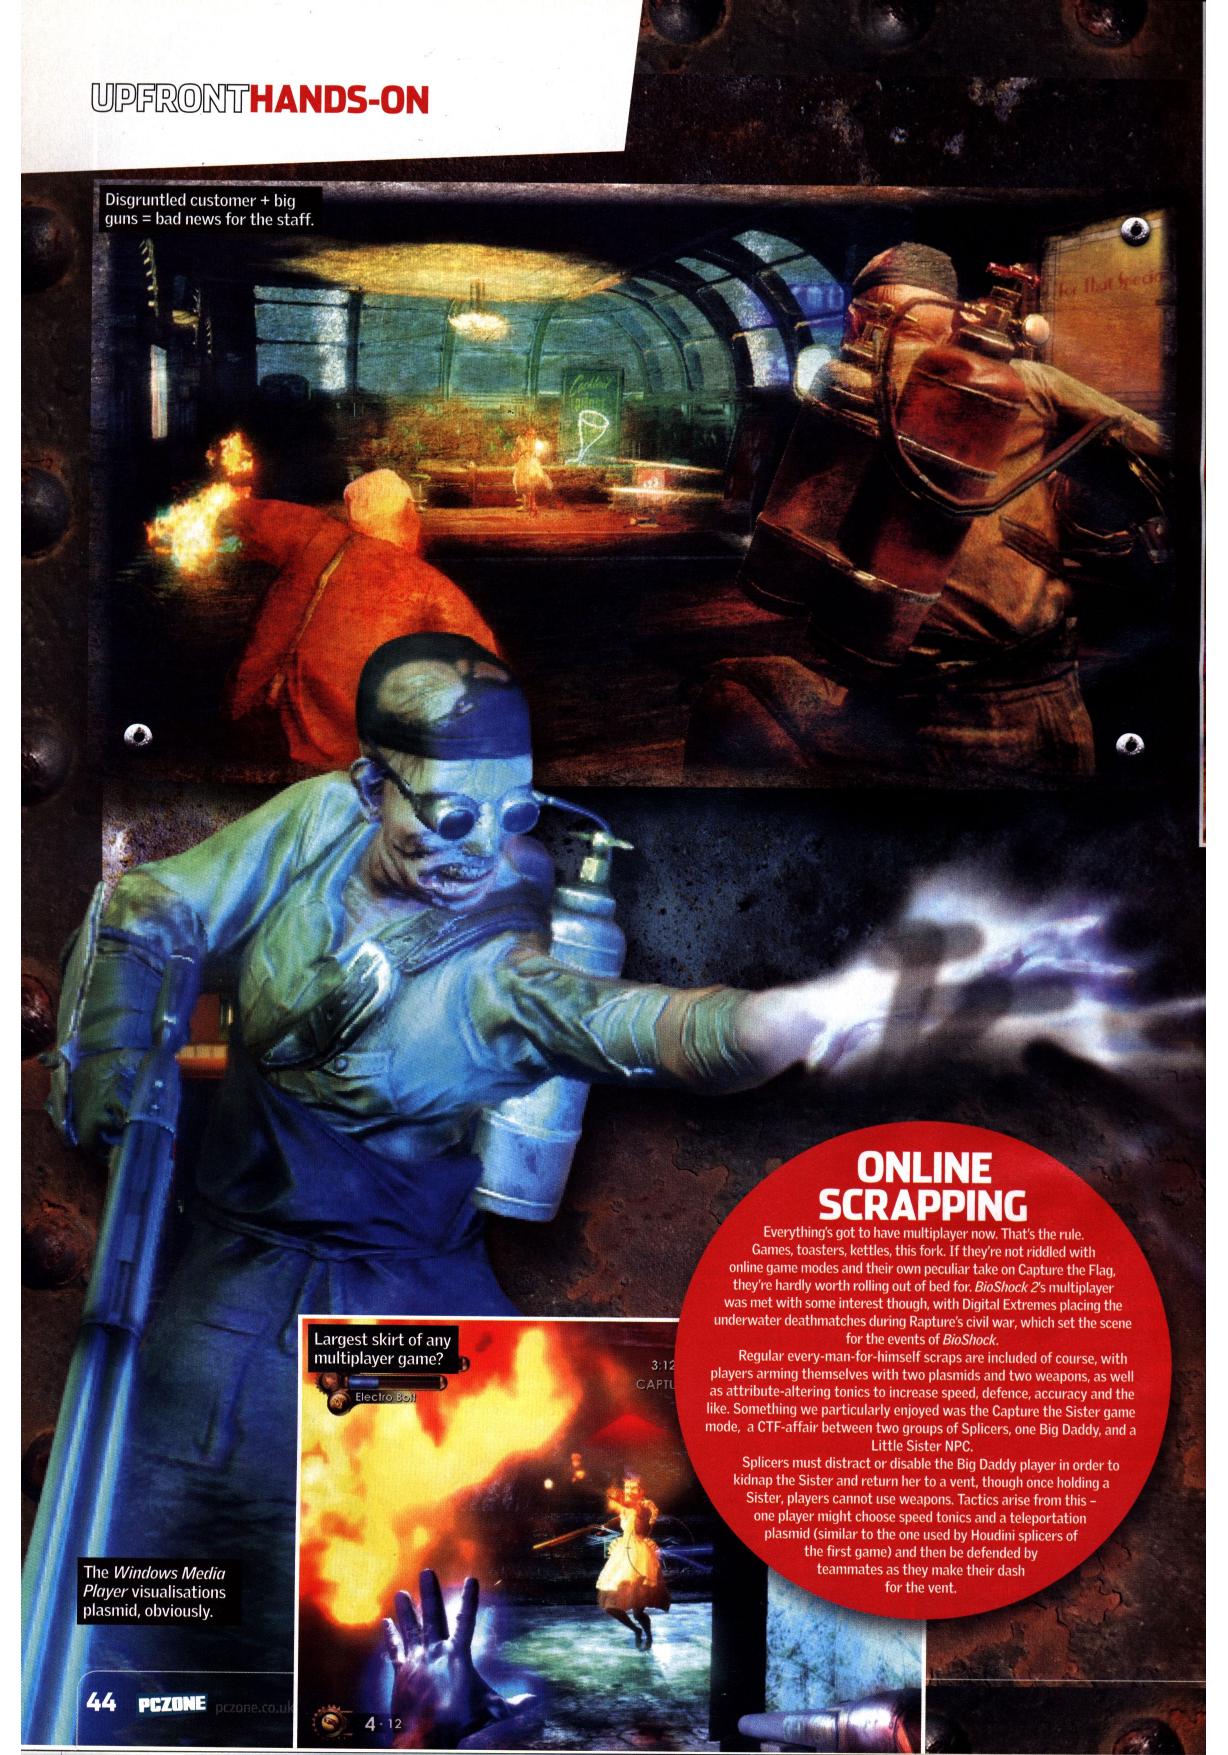 UPFRONTHANDS-ON
Disgruntled customer + big
guns = bad news for the staff.
for That Special
Cocktail
ONLINE
SCRAPPING
Everything's got to have multiplayer now. That's the rule.
Games, toasters, kettles, this fork. If they're not riddled with
online game modes and their own peculiar take on Capture the Flag,
they're hardly worth rolling out of bed for. BioShock 2's multiplayer
was met with some interest though, with Digital Extremes placing the
underwater deathmatches during Rapture's civil war, which set the scene
for the events of BioShock.
Regular every-man-for-himself scraps are included of course, with
players arming themselves with two plasmids and two weapons, as well
as attribute-altering tonics to increase speed, defence, accuracy and the
like. Something we particularly enjoyed was the Capture the Sister game
mode, a CTF-affair between two groups of Splicers, one Big Daddy, and a
Little Sister NPC.
Splicers must distract or disable the Big Daddy player in order to
kidnap the Sister and return her to a vent, though once holding a
Sister, players cannot use weapons. Tactics arise from this –
one player might choose speed tonics and a teleportation
plasmid (similar to the one used by Houdini splicers of
the first game) and then be defended by
teammates as they make their dash
for the vent.
Largest skirt of any
multiplayer game?
3:12
CAPTU
Electro Bolt
4 · 12
The Windows Media
Player visualisations
plasmid, obviously.
44 PCZONE pczone.co.uk